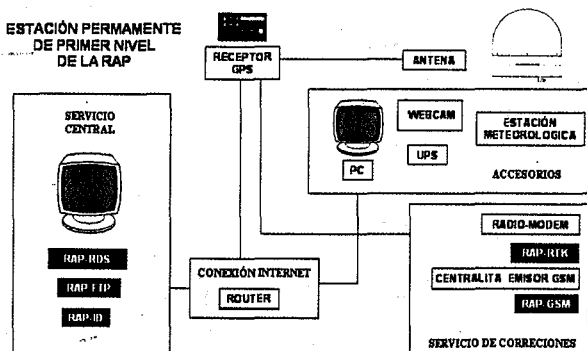 ESTACIÓN PERMAMENTE
DE PRIMER NIVEL
DE LA RAP
RECEPTOR
GPS
ANTENA
SERVICIO
CENTRAL
RAP-RDS
RAP-FTP
RAP-ID
WEBCAM
ESTACIÓN
METEOROLOGICA
UPS
PC
ACCESORIOS
CONEXIÓN INTERNET
ROUTER
RADIO-MODEM
RAP-RTK
CENTRALITA EMISOR GSM
RAP-GSM
SERVICIO DE CORRECIONES